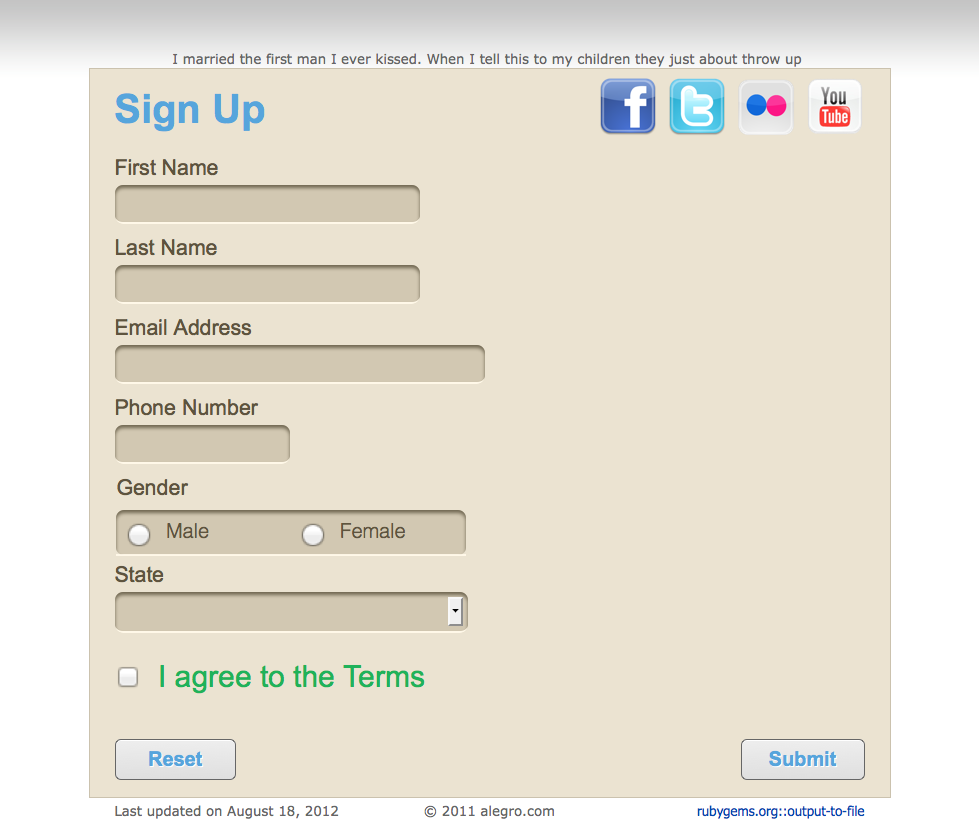 I married the first man I ever kissed. When I tell this to my children they just about throw up
Sign Up
f
t
You
Tube
First Name
Last Name
Email Address
Phone Number
Gender
Male Female
State
I agree to the Terms
Reset Submit
Last updated on August 18, 2012 © 2011 alegro.com rubygems.org::output-to-file